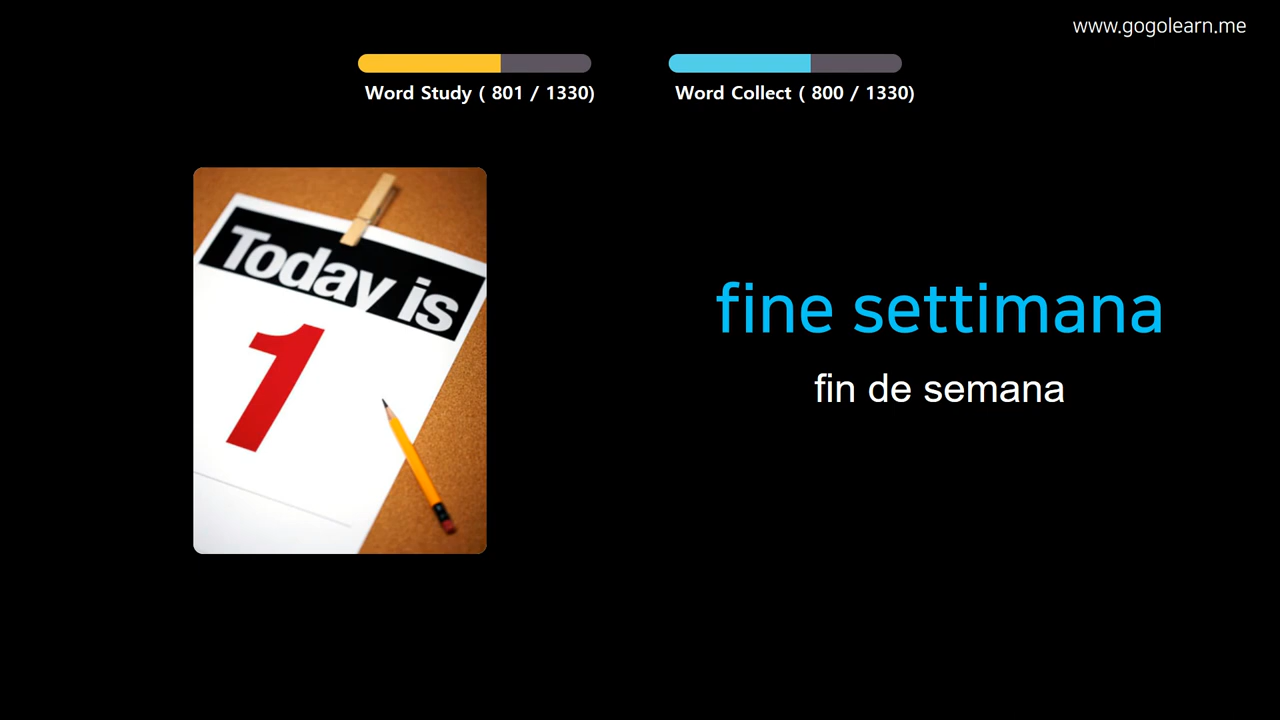 www.gogolearn.me
Word Study ( 801 / 1330)
Word Collect ( 800 / 1330)
Today is
1
fine settimana
fin de semana